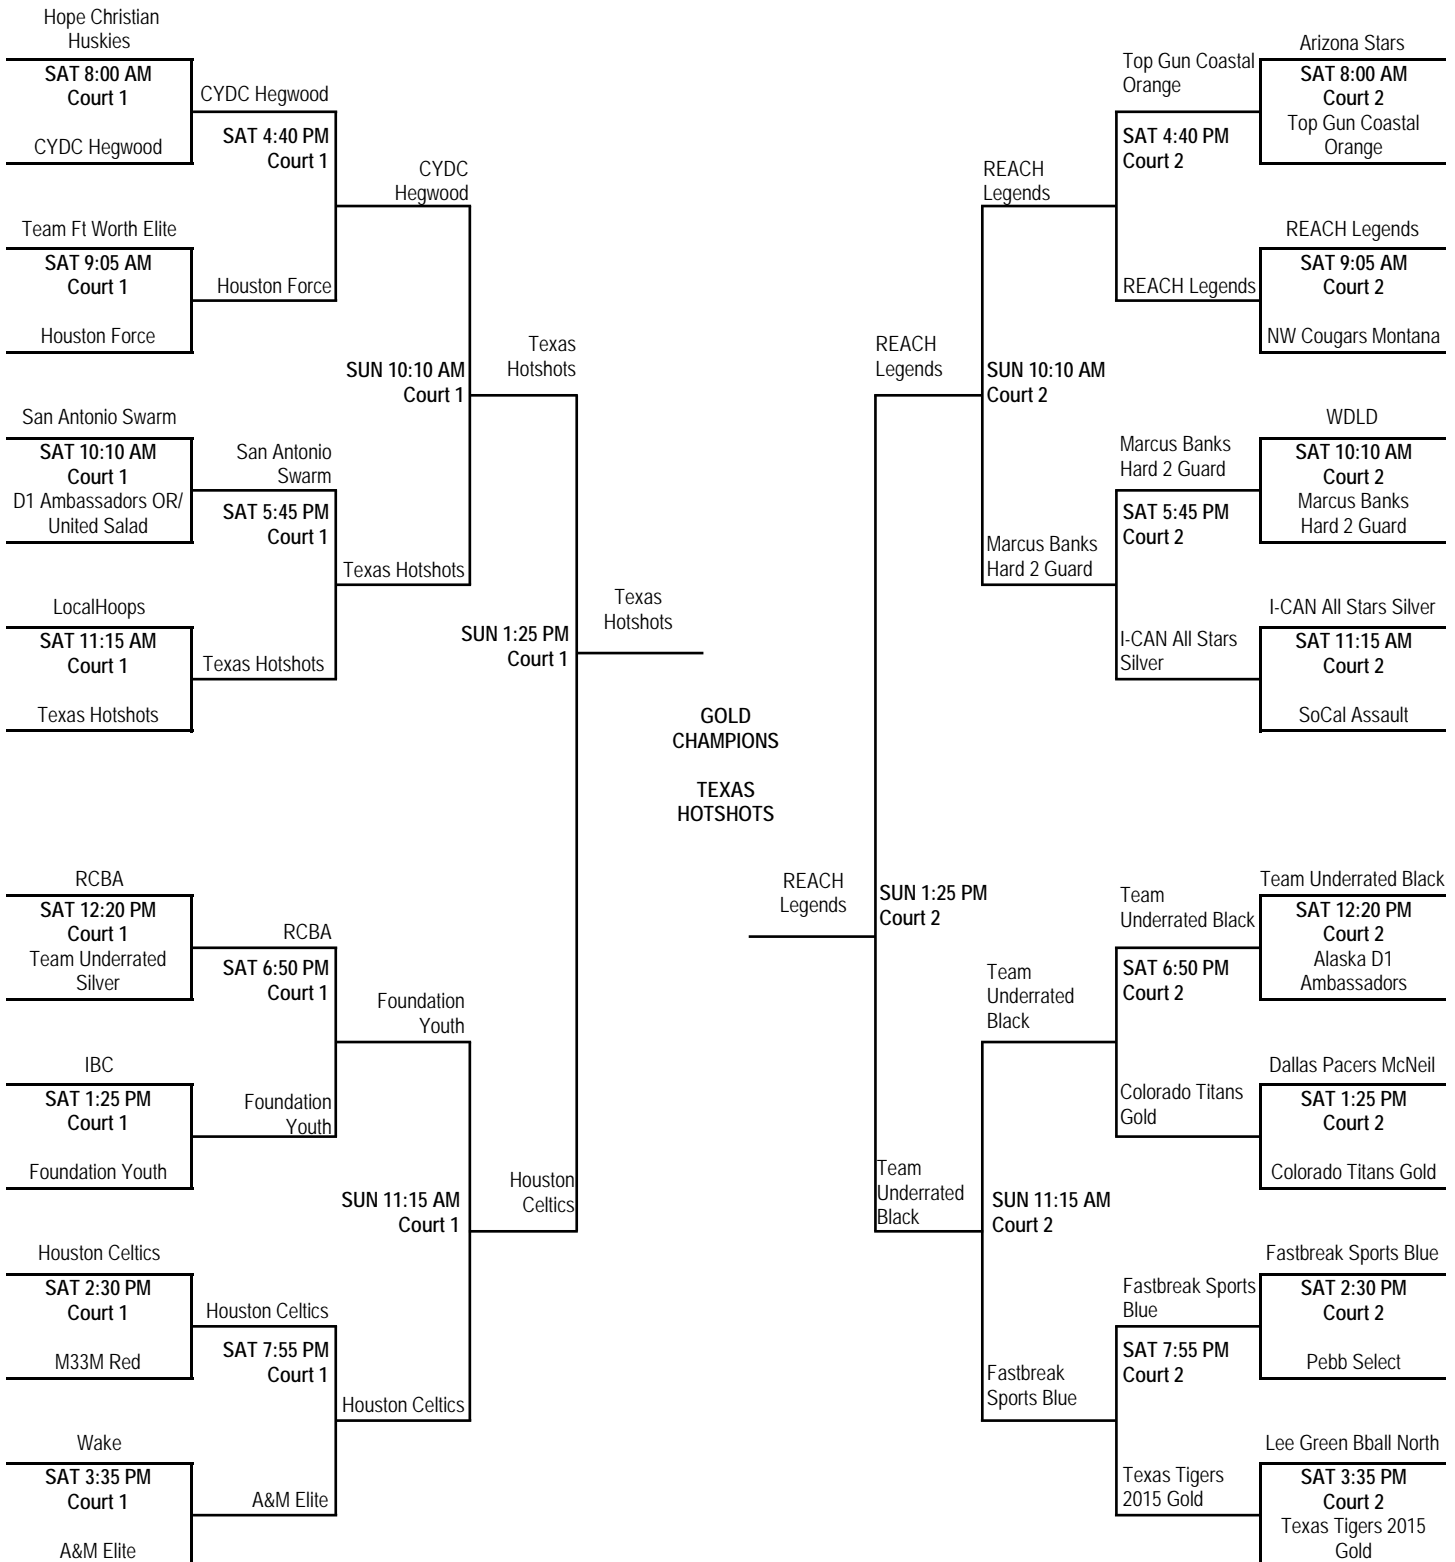 Hope Christian
Huskies
SAT 8:00 AM
Court 1
CYDC Hegwood
CYDC Hegwood
SAT 4:40 PM
Court 1
CYDC
Hegwood
Team Ft Worth Elite
SAT 9:05 AM
Court 1
Houston Force
Houston Force
SUN 10:10 AM
Court 1
Texas
Hotshots
San Antonio Swarm
SAT 10:10 AM
Court 1
D1 Ambassadors OR/
United Salad
San Antonio
Swarm
SAT 5:45 PM
Court 1
Texas Hotshots
LocalHoops
SAT 11:15 AM
Court 1
Texas Hotshots
Texas Hotshots
SUN 1:25 PM
Court 1
Texas
Hotshots
GOLD
CHAMPIONS
TEXAS
HOTSHOTS
RCBA
SAT 12:20 PM
Court 1
Team Underrated
Silver
RCBA
SAT 6:50 PM
Court 1
Foundation
Youth
IBC
SAT 1:25 PM
Court 1
Foundation Youth
Foundation
Youth
SUN 11:15 AM
Court 1
Houston
Celtics
Houston Celtics
SAT 2:30 PM
Court 1
M33M Red
Houston Celtics
SAT 7:55 PM
Court 1
Houston Celtics
Wake
SAT 3:35 PM
Court 1
A&M Elite
A&M Elite
Arizona Stars
SAT 8:00 AM
Court 2
Top Gun Coastal
Orange
Top Gun Coastal
Orange
SAT 4:40 PM
Court 2
REACH
Legends
REACH Legends
SAT 9:05 AM
Court 2
NW Cougars Montana
REACH Legends
SUN 10:10 AM
Court 2
REACH
Legends
WDLD
SAT 10:10 AM
Court 2
Marcus Banks
Hard 2 Guard
Marcus Banks
Hard 2 Guard
SAT 5:45 PM
Court 2
Marcus Banks
Hard 2 Guard
I-CAN All Stars Silver
SAT 11:15 AM
Court 2
SoCal Assault
I-CAN All Stars
Silver
REACH
Legends
SUN 1:25 PM
Court 2
Team Underrated Black
SAT 12:20 PM
Court 2
Alaska D1
Ambassadors
Team
Underrated Black
SAT 6:50 PM
Court 2
Team
Underrated
Black
Dallas Pacers McNeil
SAT 1:25 PM
Court 2
Colorado Titans Gold
Colorado Titans
Gold
Team
Underrated
Black
SUN 11:15 AM
Court 2
Fastbreak Sports Blue
SAT 2:30 PM
Court 2
Pebb Select
Fastbreak Sports
Blue
SAT 7:55 PM
Court 2
Fastbreak
Sports Blue
Lee Green Bball North
SAT 3:35 PM
Court 2
Texas Tigers 2015
Gold
Texas Tigers
2015 Gold